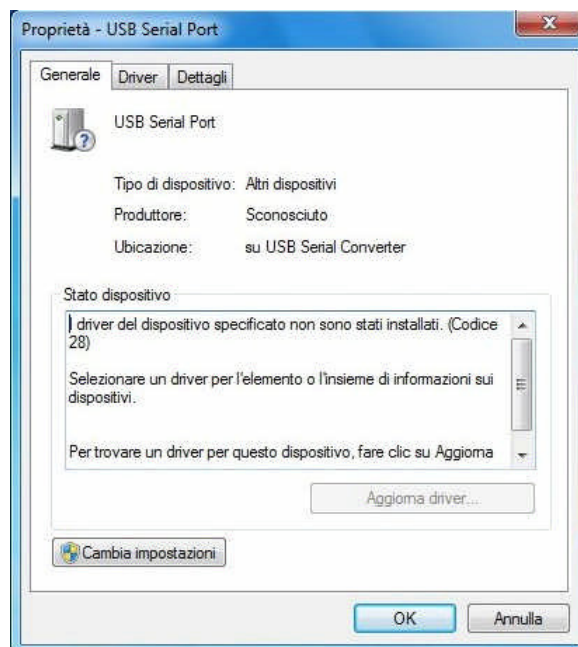 Proprietà - USB Serial Port
Generale
Driver
Dettagli
USB Serial Port
Tipo di dispositivo: Altri dispositivi
Produttore: Sconosciuto
Ubicazione: su USB Serial Converter
Stato dispositivo
I driver del dispositivo specificato non sono stati installati. (Codice
28)
Selezionare un driver per l'elemento o l'insieme di informazioni sui
dispositivi.
Per trovare un driver per questo dispositivo, fare clic su Aggiorna
Aggiorna driver...
Cambia impostazioni
OK
Annulla